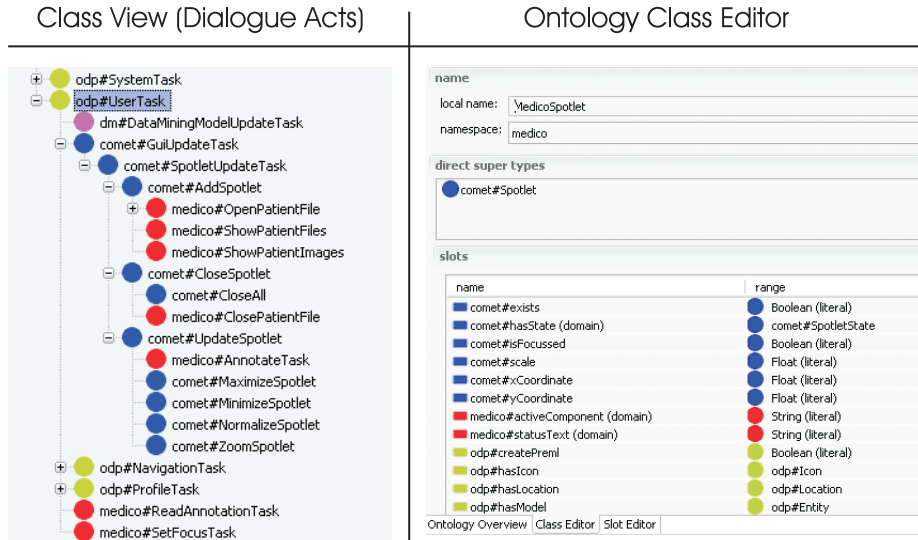 Class View (Dialogue Acts)
odp#SystemTask
odp#UserTask
dm#DataMiningModelUpdateTask
comet#GuiUpdateTask
comet#SpotletUpdateTask
comet#AddSpotlet
medico#OpenPatientFile
medico#ShowPatientFiles
medico#ShowPatientImages
comet#CloseSpotlet
comet#CloseAll
medico#ClosePatientFile
comet#UpdateSpotlet
medico#AnnotateTask
comet#MaximizeSpotlet
comet#MinimizeSpotlet
comet#NormalizeSpotlet
comet#ZoomSpotlet
odp#NavigationTask
odp#ProfileTask
medico#ReadAnnotationTask
medico#SetFocusTask
Ontology Class Editor
name
local name: MedicoSpotlet
namespace: medico
direct super types
comet#Spotlet
slots
name range
comet#exists Boolean (literal)
comet#hasState (domain) comet#SpotletState
comet#isFocussed Boolean (literal)
comet#scale Float (literal)
comet#xCoordinate Float (literal)
comet#yCoordinate Float (literal)
medico#activeComponent (domain) String (literal)
medico#statusText (domain) String (literal)
odp#createPreml Boolean (literal)
odp#hasIcon odp#Icon
odp#hasLocation odp#Location
odp#hasModel odp#Entity
Ontology Overview Class Editor Slot Editor